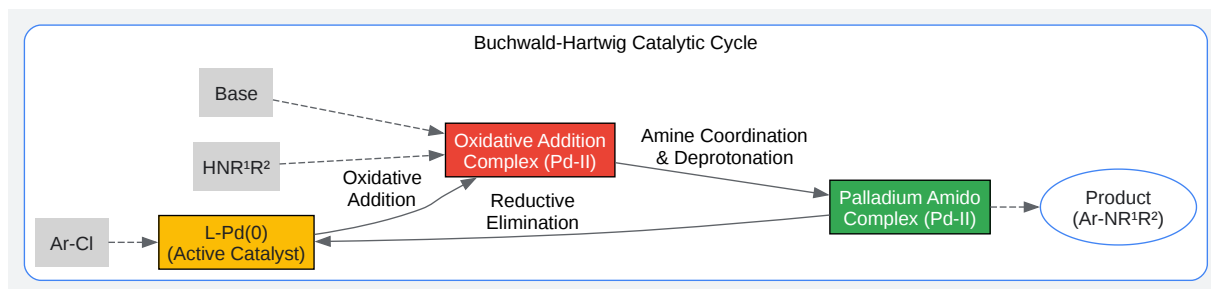 Buchwald-Hartwig Catalytic Cycle
Base
HNR¹R²
Ar-Cl
L-Pd(0)
(Active Catalyst)
Oxidative
Addition
Oxidative Addition
Complex (Pd-II)
Amine Coordination
& Deprotonation
Reductive
Elimination
Palladium Amido
Complex (Pd-II)
Product
(Ar-NR¹R²)